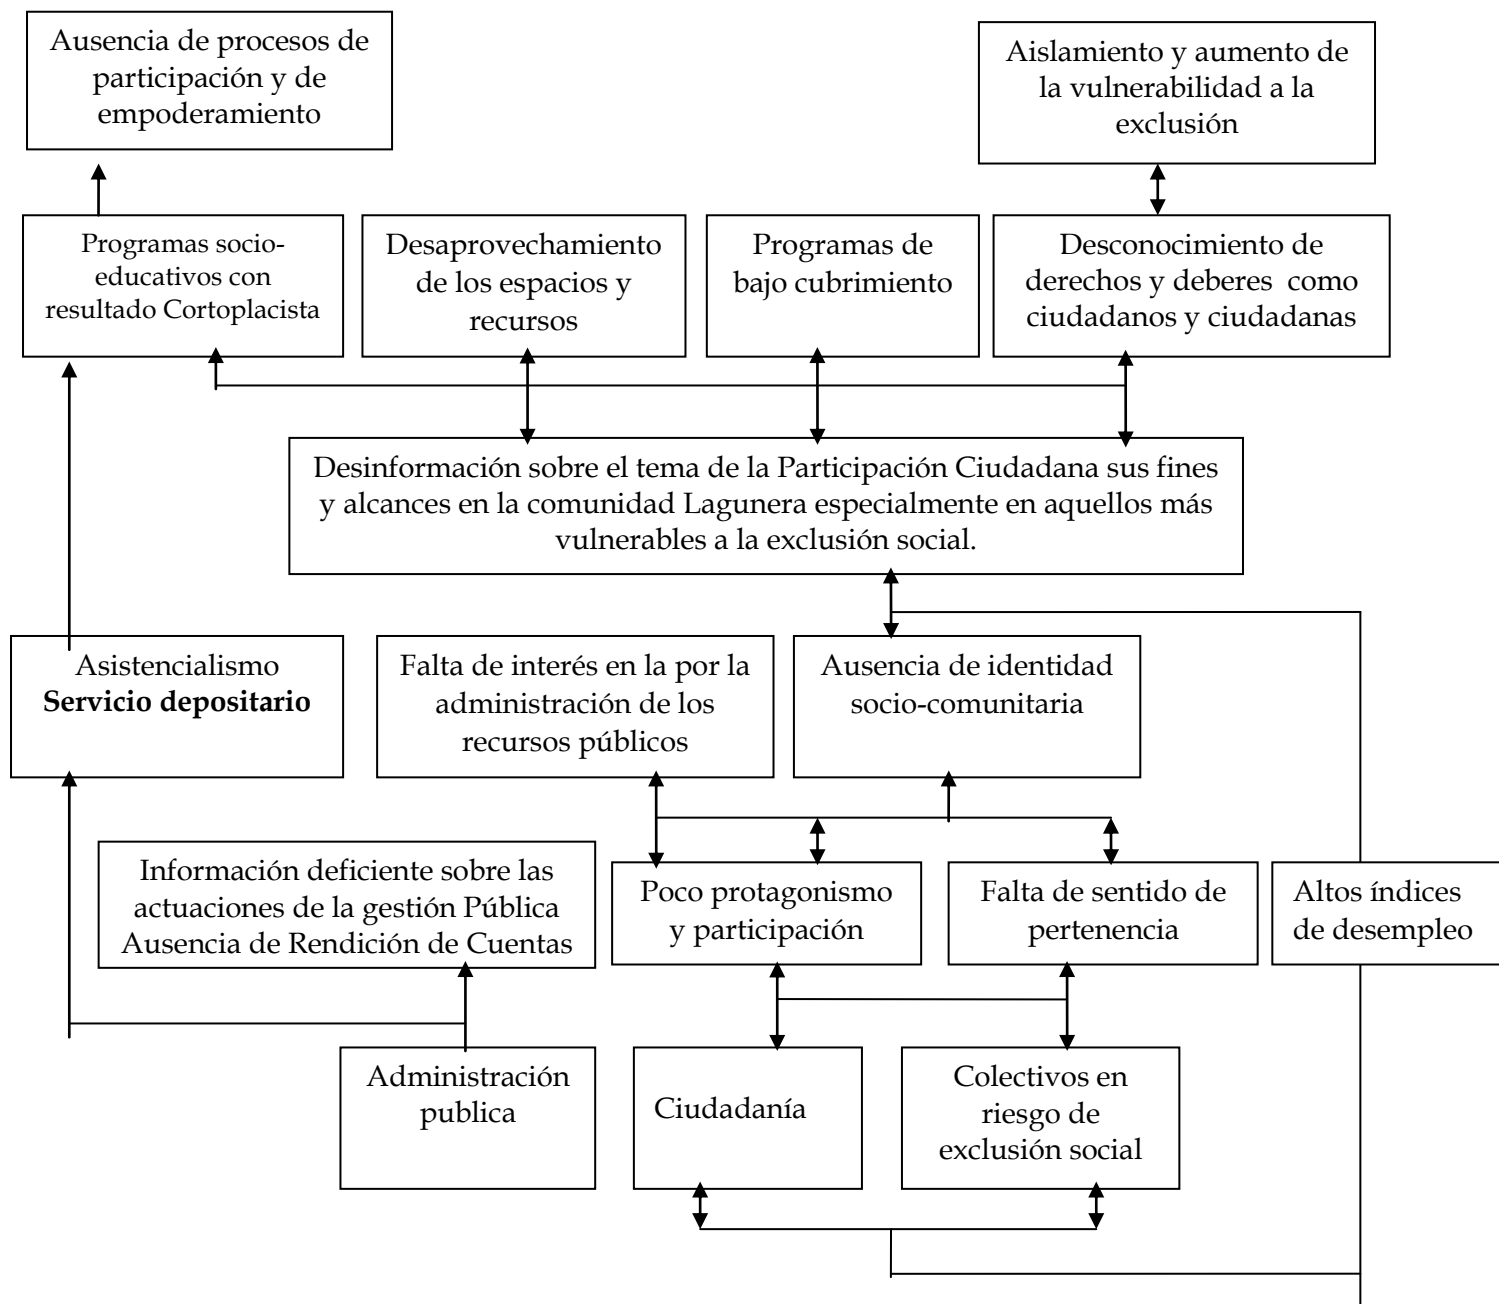 Ausencia de procesos de
participación y de
empoderamiento
Aislamiento y aumento de
la vulnerabilidad a la
exclusión
Programas socio-
educativos con
resultado Cortoplacista
Desaprovechamiento
de los espacios y
recursos
Programas de
bajo cubrimiento
Desconocimiento de
derechos y deberes como
ciudadanos y ciudadanas
Desinformación sobre el tema de la Participación Ciudadana sus fines
y alcances en la comunidad Lagunera especialmente en aquellos más
vulnerables a la exclusión social.
Asistencialismo
Servicio depositario
Falta de interés en la por la
administración de los
recursos públicos
Ausencia de identidad
socio-comunitaria
Información deficiente sobre las
actuaciones de la gestión Pública
Ausencia de Rendición de Cuentas
Poco protagonismo
y participación
Falta de sentido de
pertenencia
Altos índices
de desempleo
Administración
publica
Ciudadanía
Colectivos en
riesgo de
exclusión social